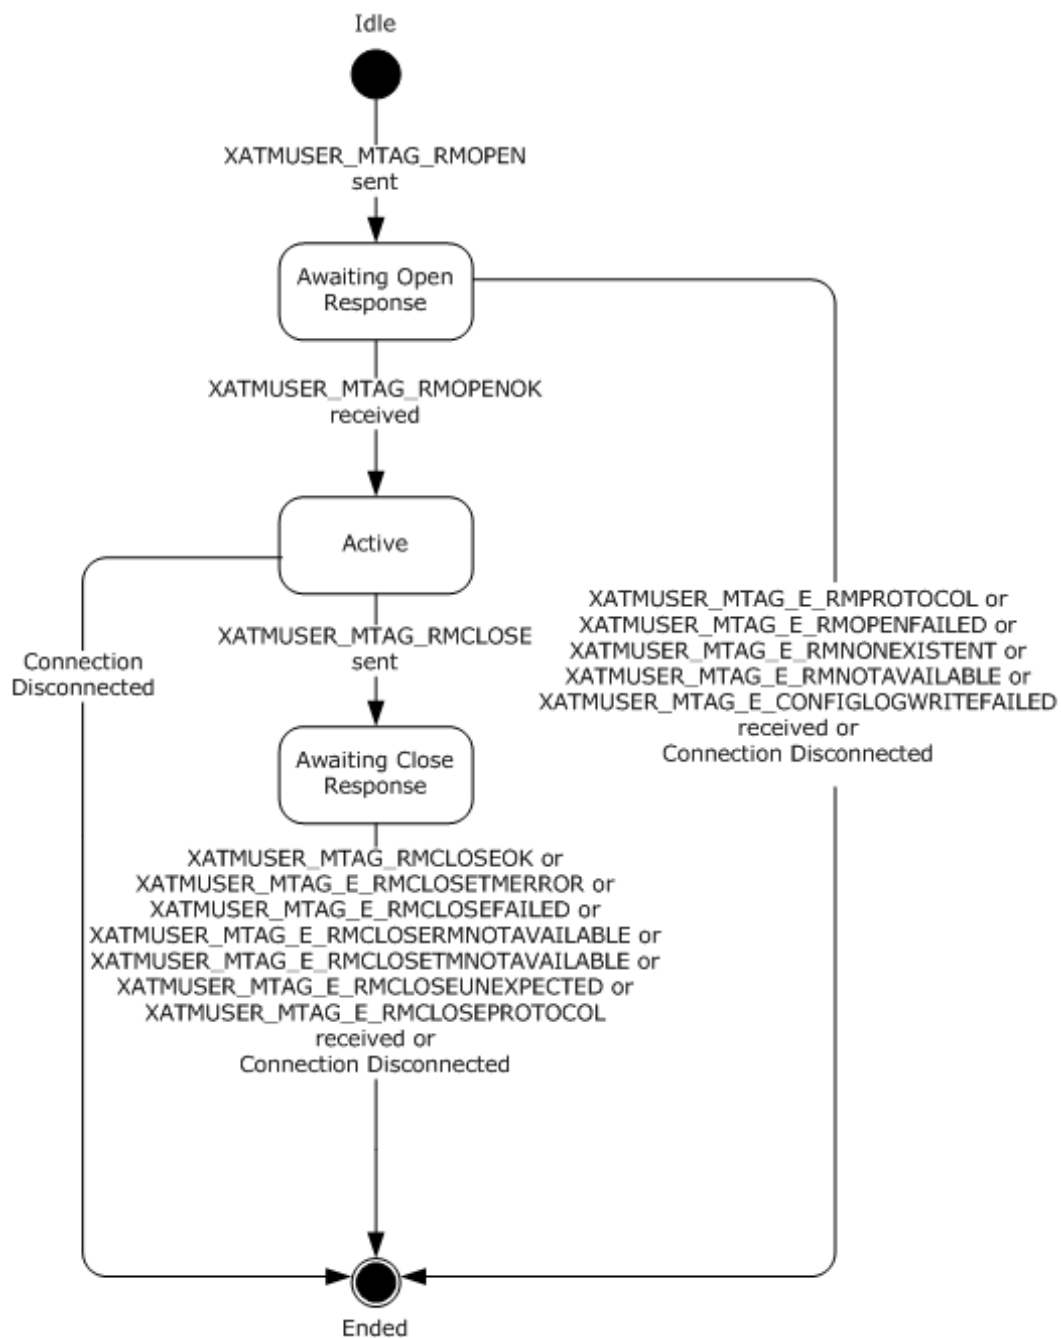 Idle
XATMUSER_MTAG_RMOPEN
sent
Awaiting Open
Response
XATMUSER_MTAG_RMOPENOK
received
Active
XATMUSER_MTAG_RMCLOSE
sent
Connection
Disconnected
XATMUSER_MTAG_E_RMPROTOCOL or
XATMUSER_MTAG_E_RMOPENFAILED or
XATMUSER_MTAG_E_RMNONEXISTENT or
XATMUSER_MTAG_E_RMNOTAVAILABLE or
XATMUSER_MTAG_E_CONFIGLOGWRITEFAILED
received or
Connection Disconnected
Awaiting Close
Response
XATMUSER_MTAG_RMCLOSEOK or
XATMUSER_MTAG_E_RMCLOSETMERROR or
XATMUSER_MTAG_E_RMCLOSEFAILED or
XATMUSER_MTAG_E_RMCLOSERMNOTAVAILABLE or
XATMUSER_MTAG_E_RMCLOSETMNOTAVAILABLE or
XATMUSER_MTAG_E_RMCLOSEUNEXPECTED or
XATMUSER_MTAG_E_RMCLOSEPROTOCOL
received or
Connection Disconnected
Ended